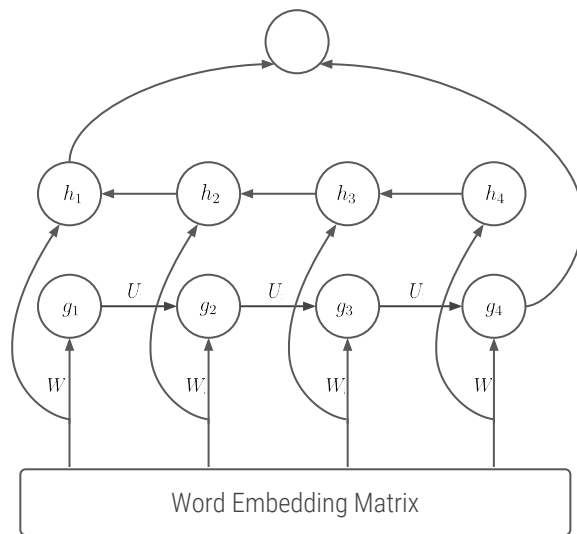 h₁ h₂ h₃ h₄
U U U
g₁ g₂ g₃ g₄
W W W W
Word Embedding Matrix